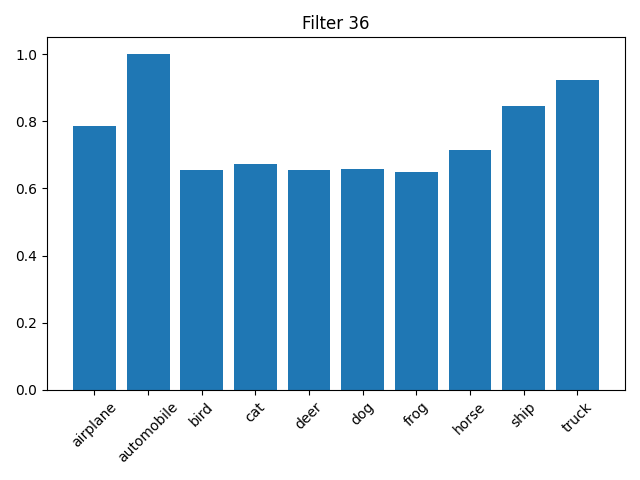 Filter 36
1.0
0.8
0.6
0.4
0.2
0.0
airplane
automobile
bird
cat
deer
dog
frog
horse
ship
truck